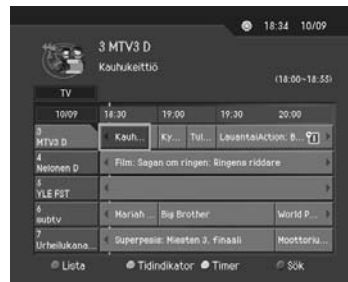 18:34 10/09
3 MTV3 D
Kauhukeittiö
(18:00~18:55)
TV
10/09 18:30 19:00 19:30 20:00
3 MTV3 D Kauh... Ky... Tul... LauantaiAction: B...
4 Nelonen D Film: Sagan om ringen: Ringens riddare
5 YLE FST
6 subtv Mariah ... Big Brother World P...
7 Urheilukana... Superpesis: Miesten 3. finaali Moottoriu...
Lista Tidindikator Timer Sök